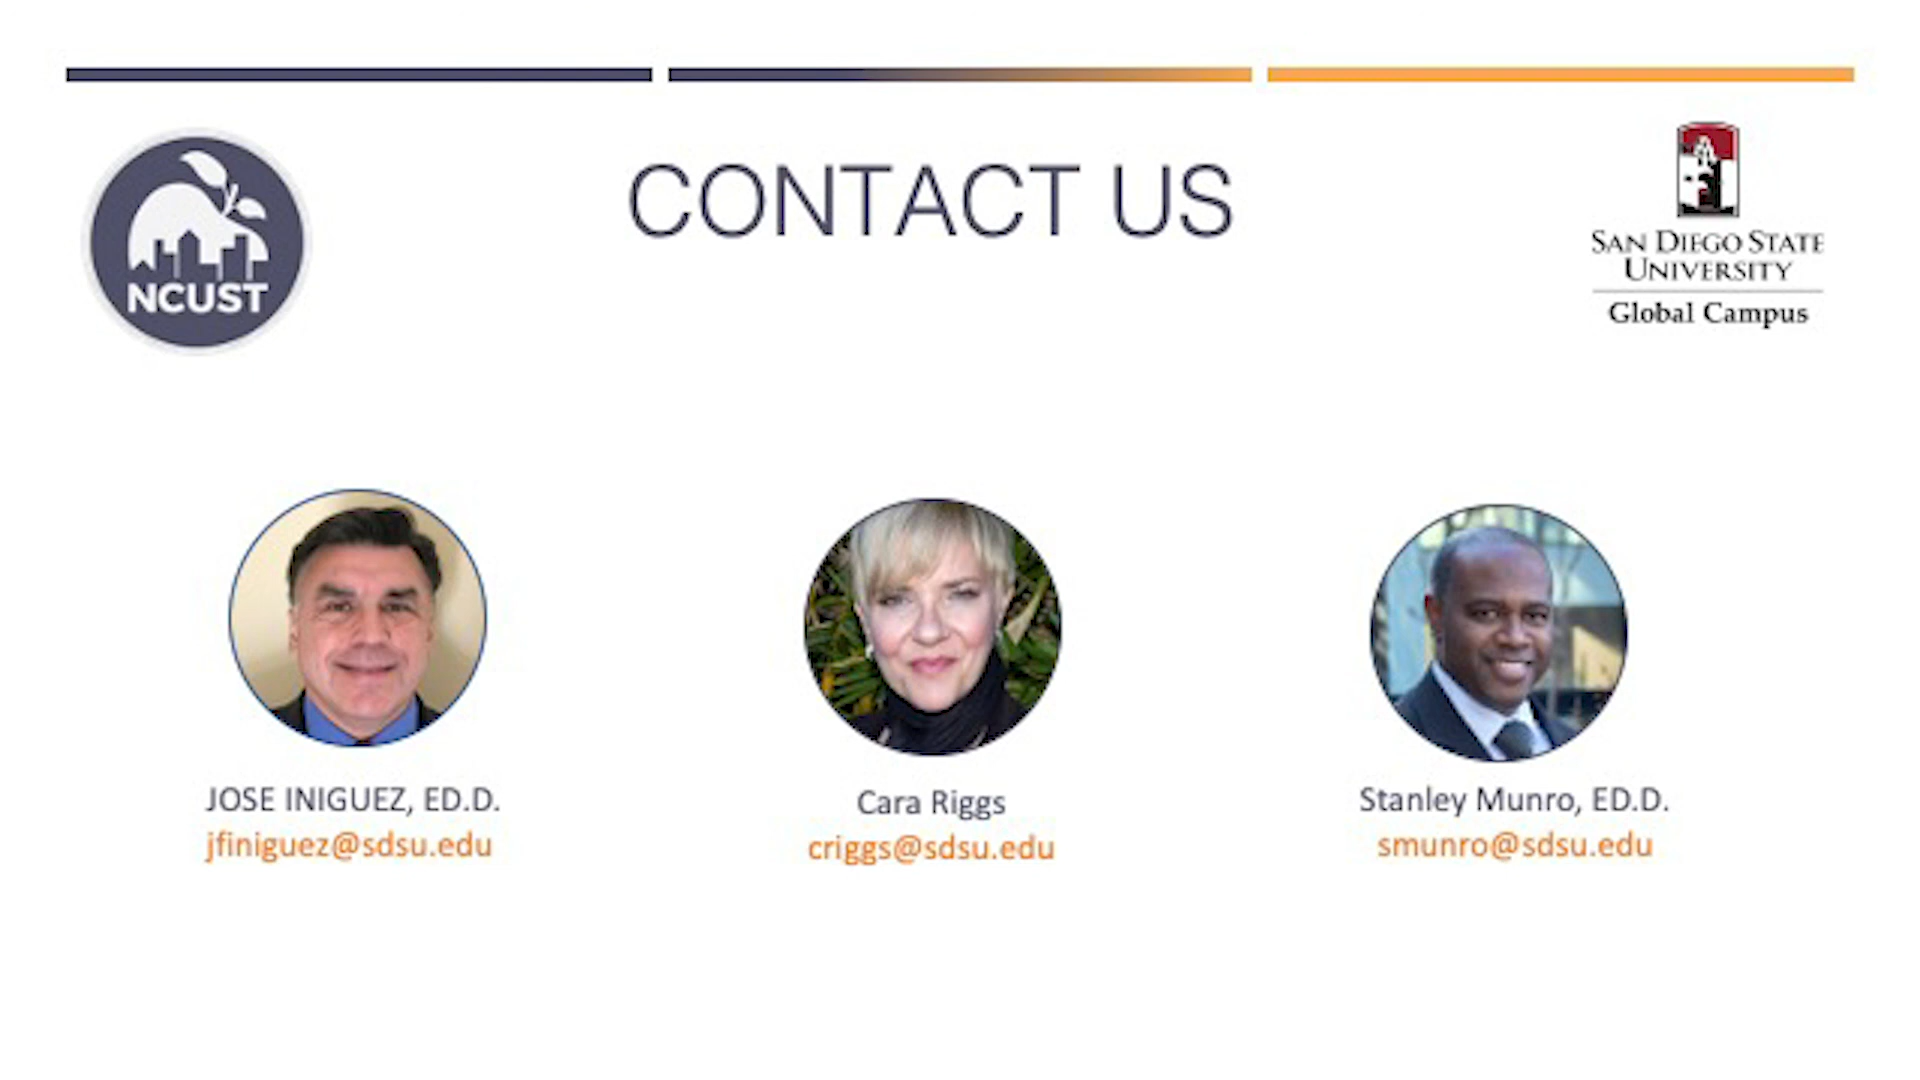 CONTACT US
NCUST
SAN DIEGO STATE
UNIVERSITY
Global Campus
JOSE INIGUEZ, ED.D.
jfiniguez@sdsu.edu
Cara Riggs
criggs@sdsu.edu
Stanley Munro, ED.D.
smunro@sdsu.edu